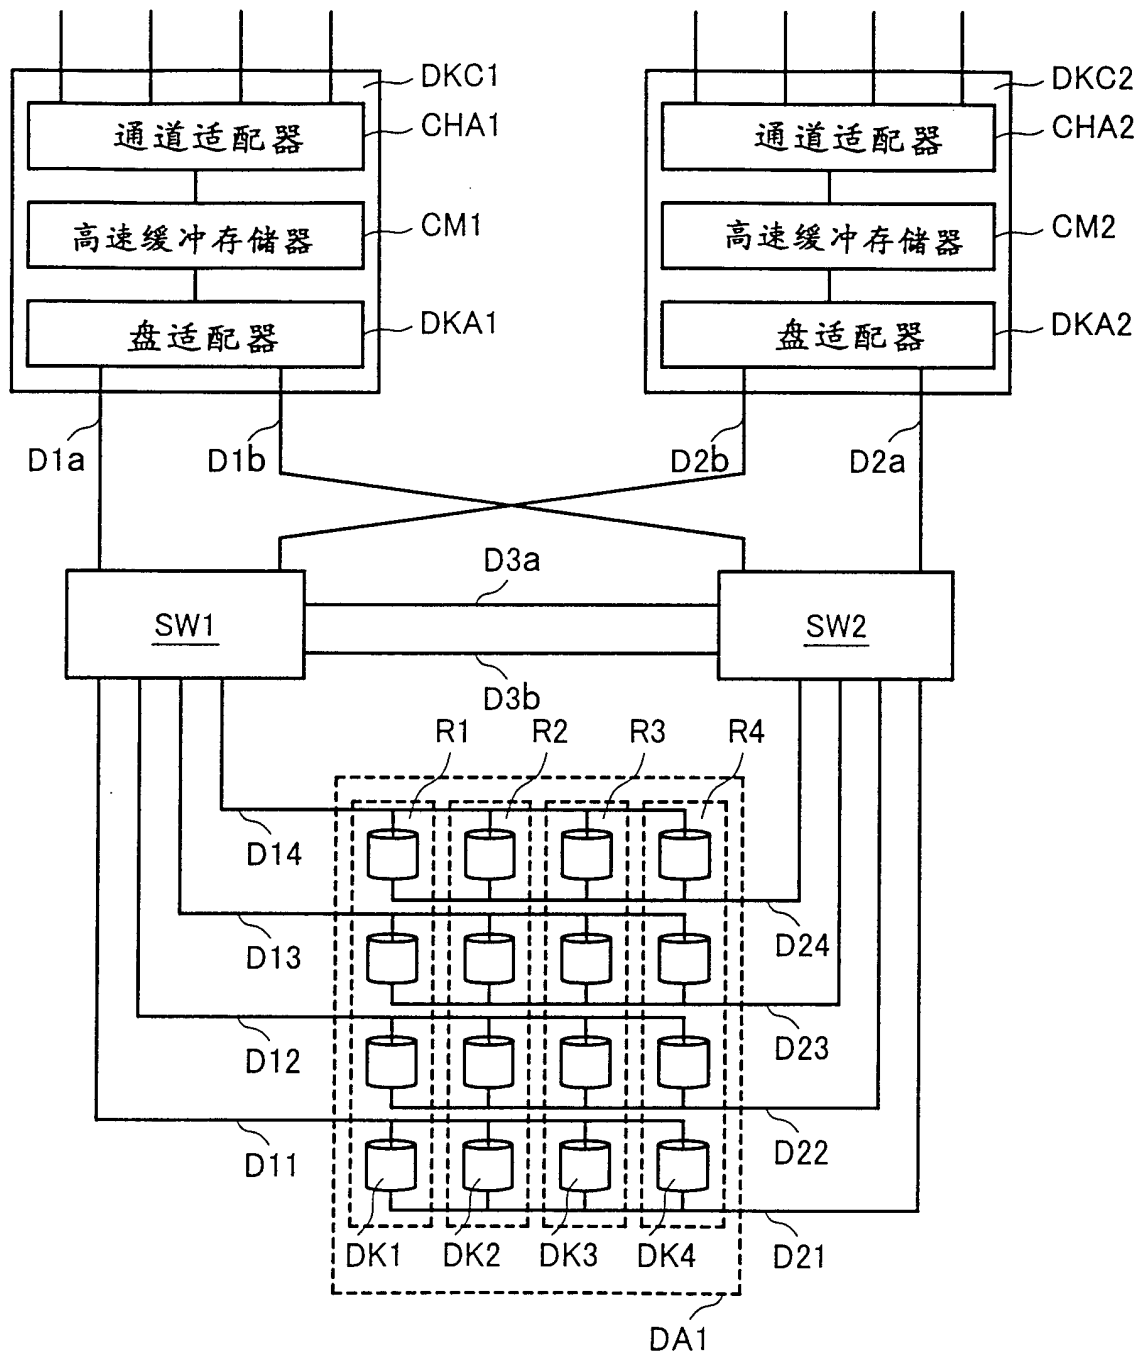 DKC1
DKC2
通道适配器
CHA1
通道适配器
CHA2
高速缓冲存储器
CM1
高速缓冲存储器
CM2
盘适配器
DKA1
盘适配器
DKA2
D1a
D1b
D2b
D2a
D3a
SW1
SW2
D3b
R1
R2
R3
R4
D14
D24
D13
D23
D12
D22
D11
DK1
DK2
DK3
DK4
D21
DA1